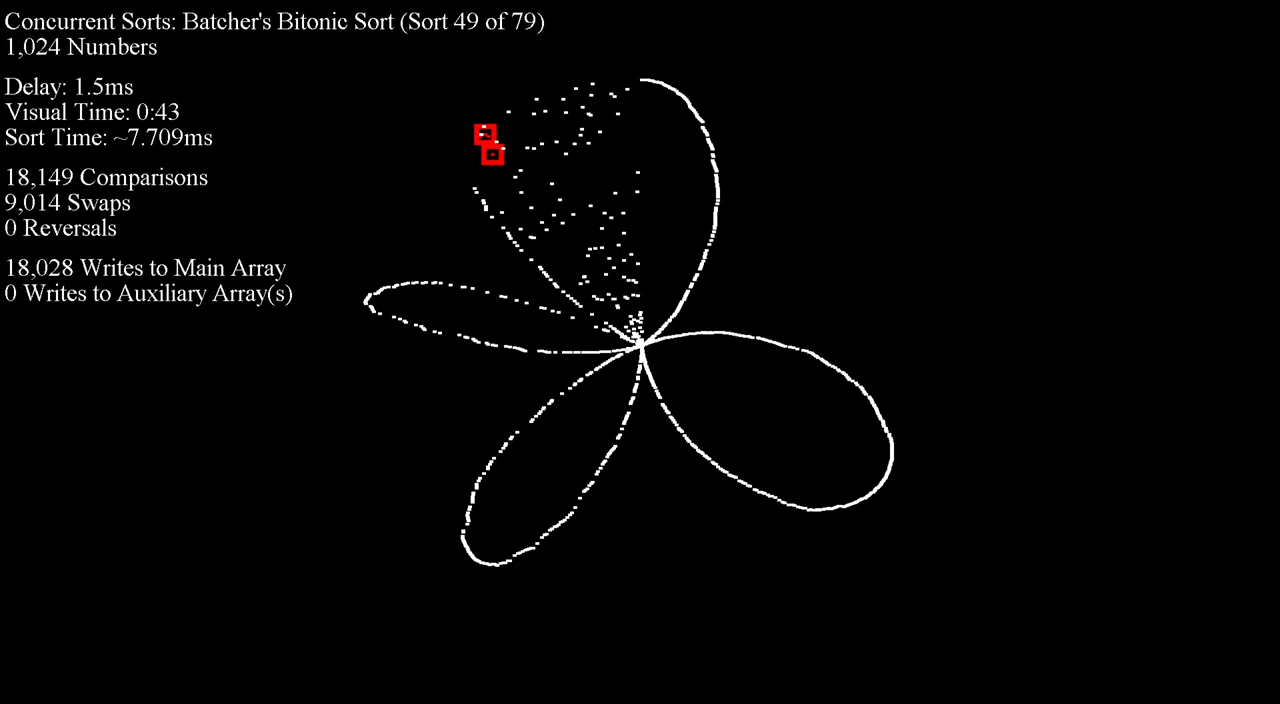 Concurrent Sorts: Batcher's Bitonic Sort (Sort 49 of 79)
1,024 Numbers
Delay: 1.5ms
Visual Time: 0:43
Sort Time: ~7.709ms
18,149 Comparisons
9,014 Swaps
0 Reversals
18,028 Writes to Main Array
0 Writes to Auxiliary Array(s)